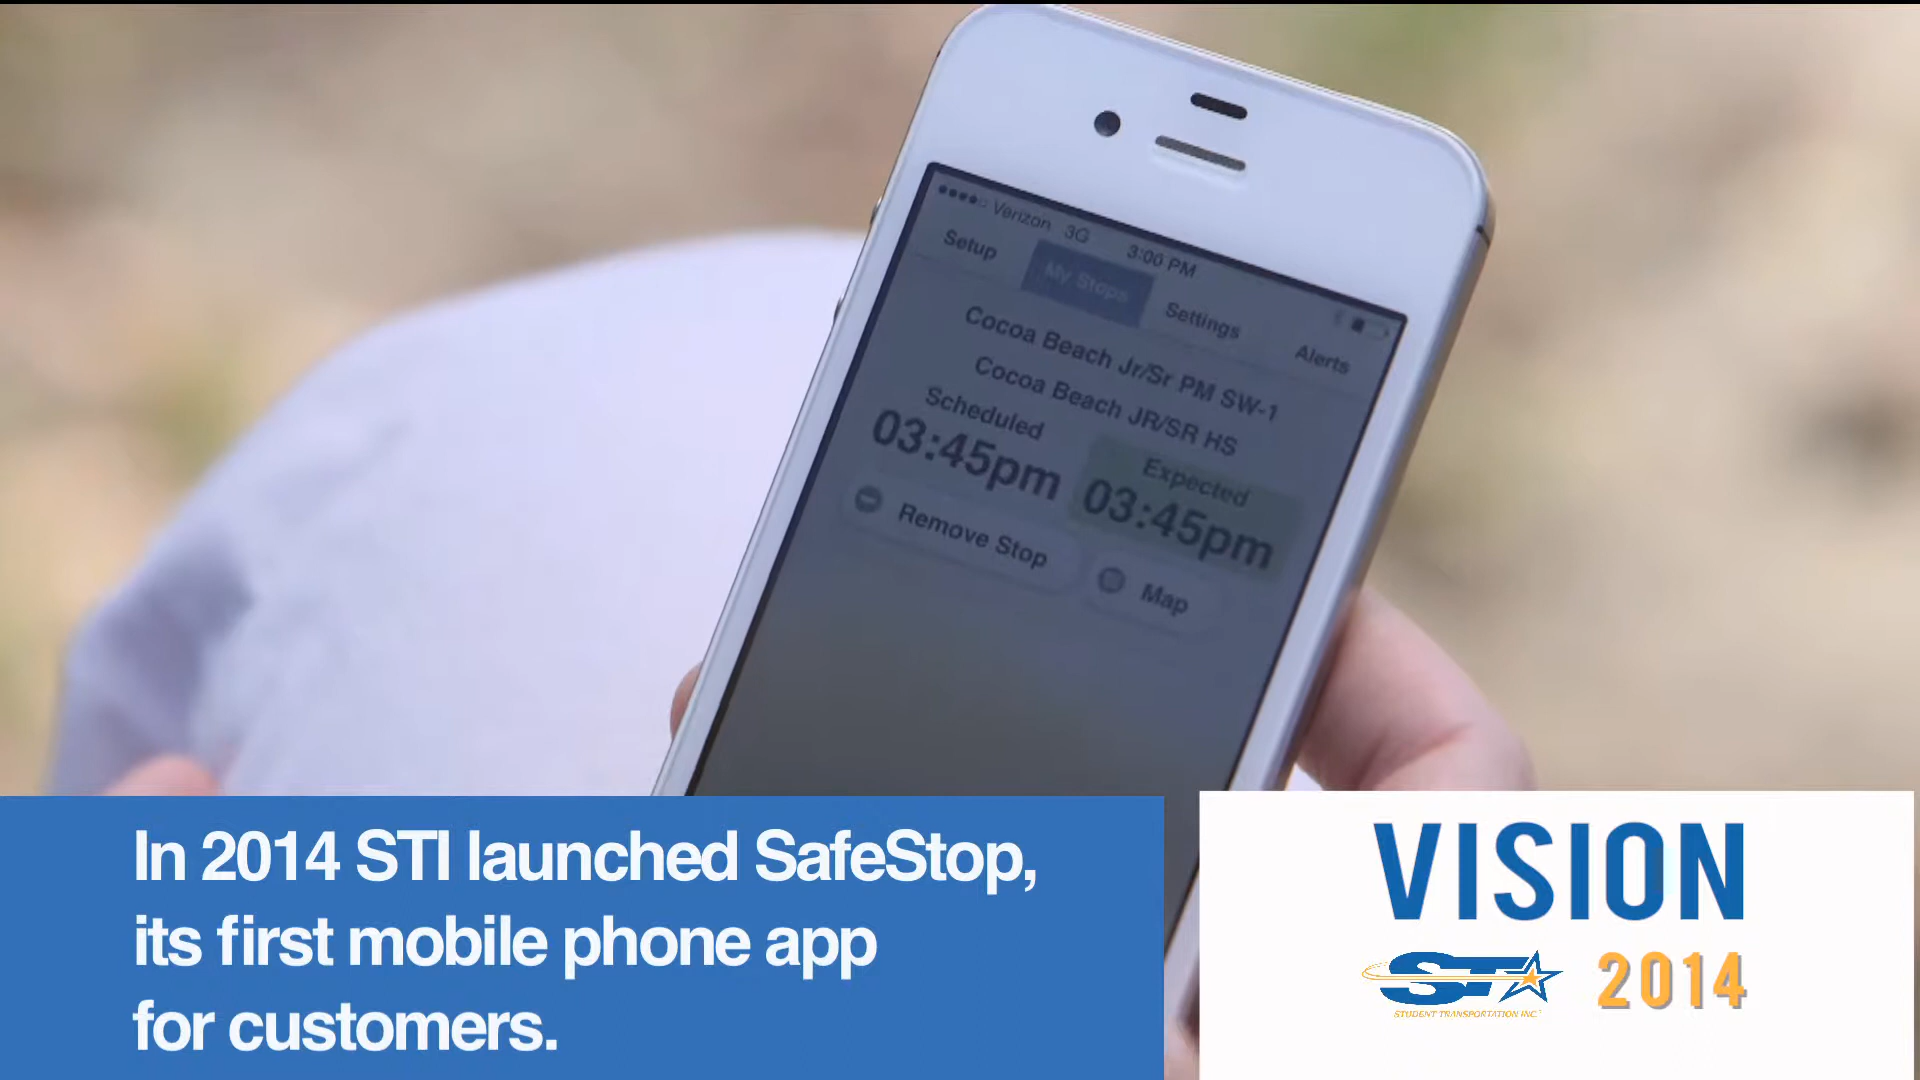 Verizon 3G 3:00 PM
Setup My Stops Settings Alerts
Cocoa Beach Jr/Sr PM SW-1
Cocoa Beach JR/SR HS
Scheduled Expected
03:45pm 03:45pm
Remove Stop Map
In 2014 STI launched SafeStop,
its first mobile phone app
for customers.
VISION
ST
2014
STUDENT TRANSPORTATION INC.